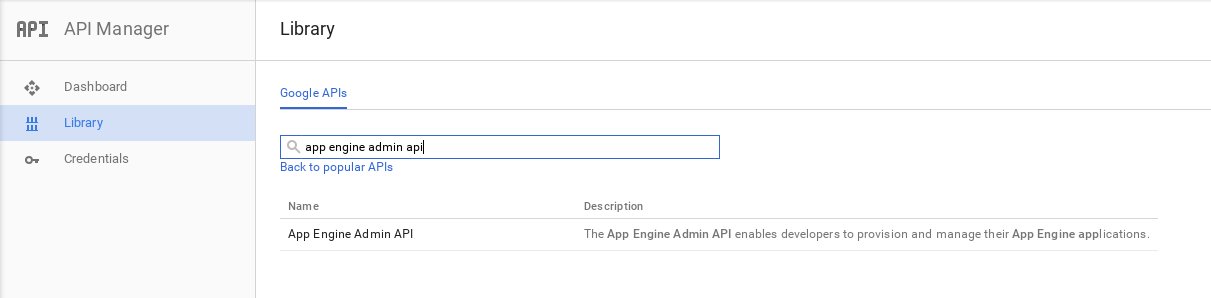 API API Manager
Library
Dashboard
Library
Credentials
Google APIs
app engine admin api
Back to popular APIs
Name Description
App Engine Admin API The App Engine Admin API enables developers to provision and manage their App Engine applications.